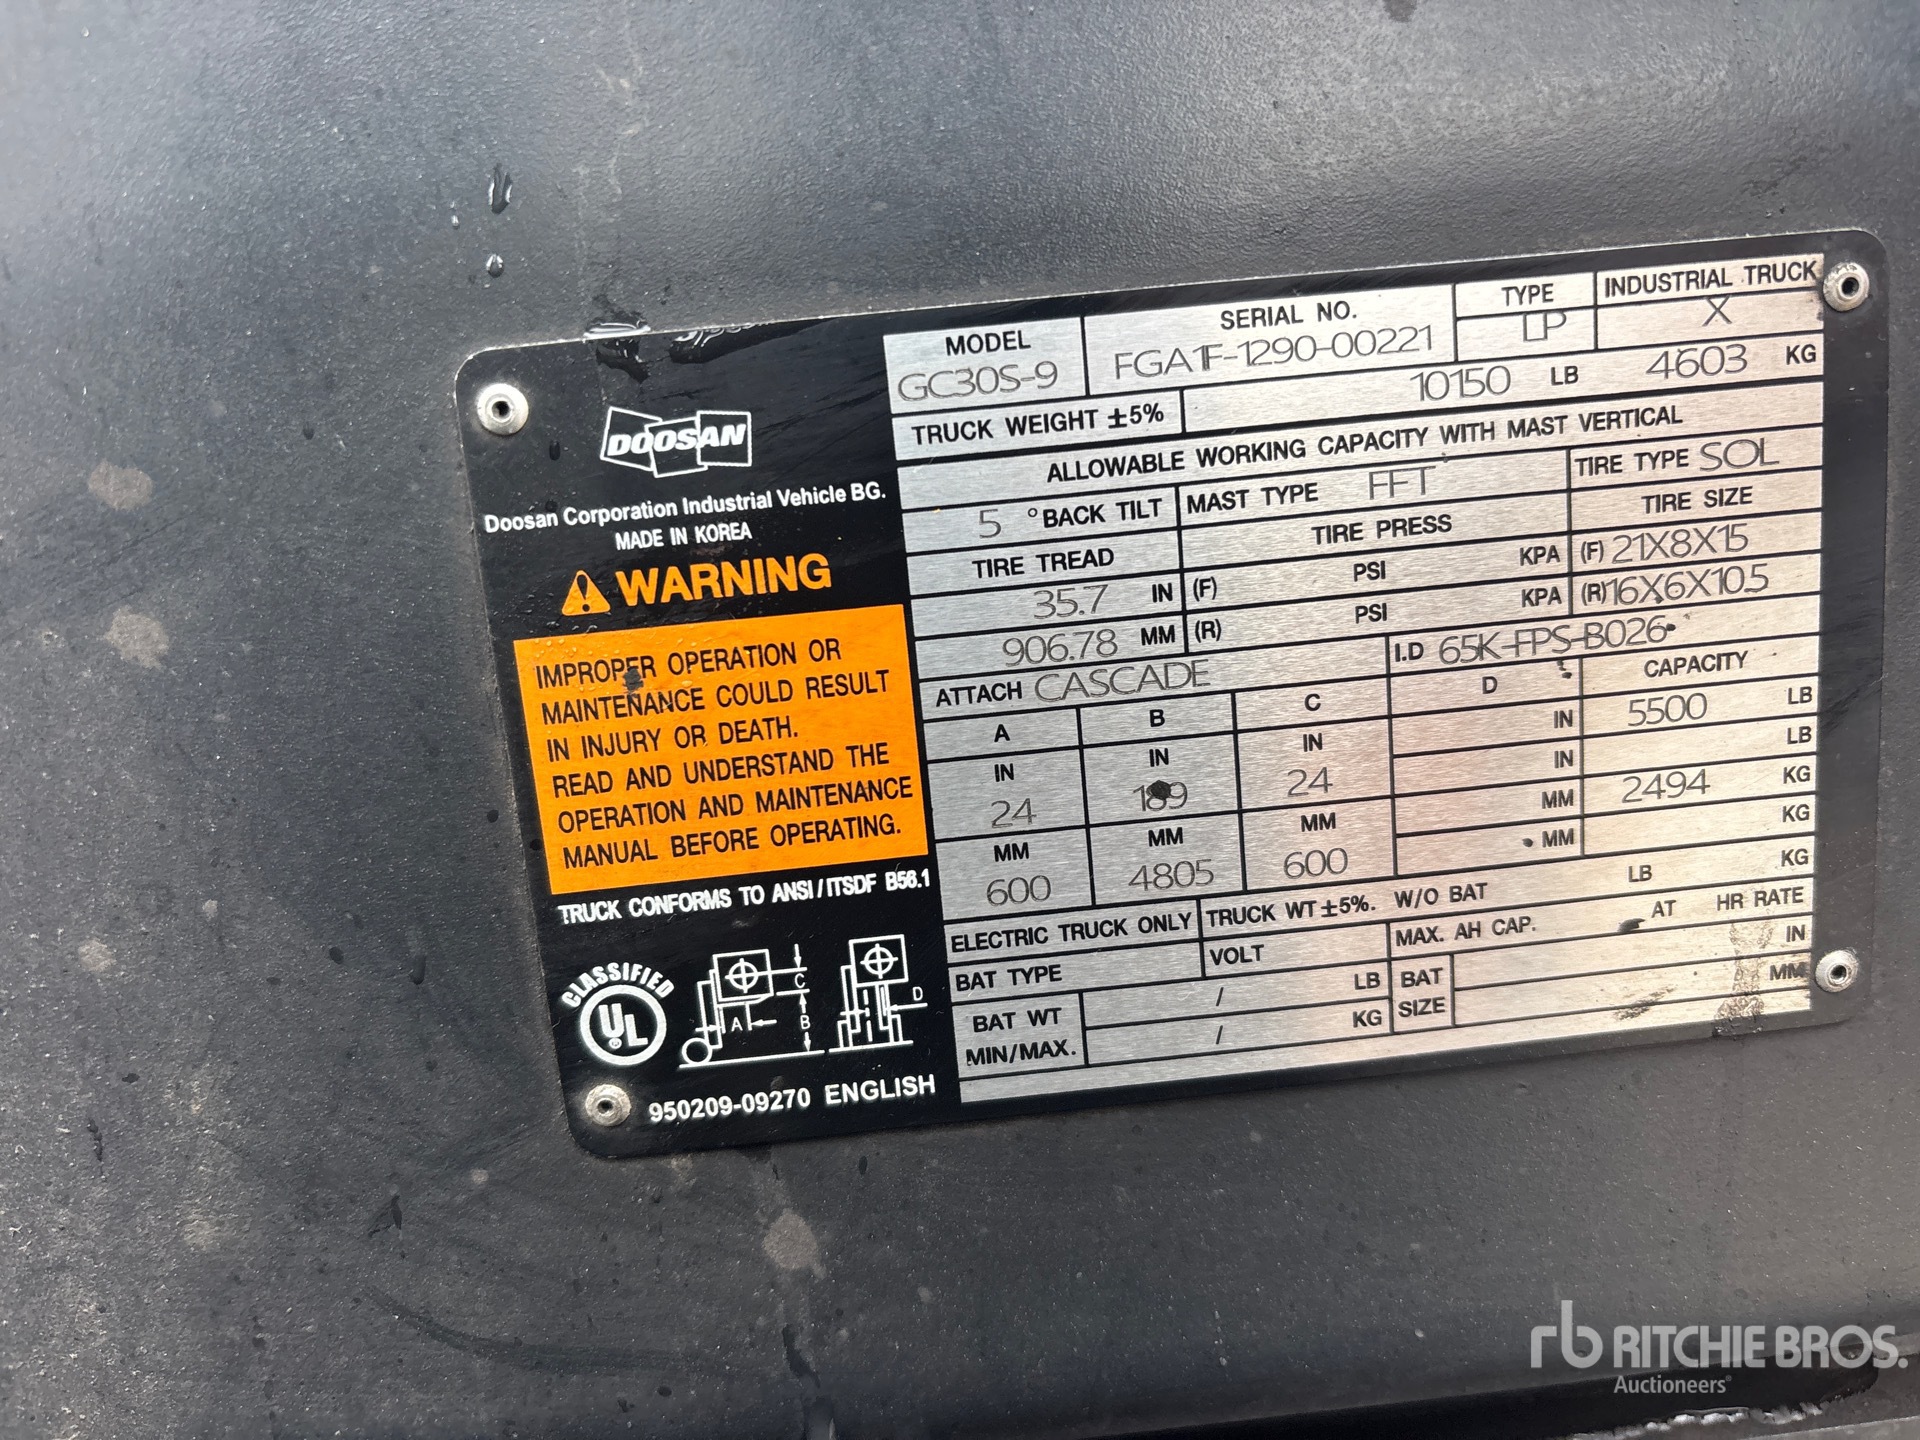 DOOSAN
Doosan Corporation Industrial Vehicle BG.
MADE IN KOREA
WARNING
IMPROPER OPERATION OR
MAINTENANCE COULD RESULT
IN INJURY OR DEATH.
READ AND UNDERSTAND THE
OPERATION AND MAINTENANCE
MANUAL BEFORE OPERATING.
TRUCK CONFORMS TO ANSI/ITSDF B56.1
CLASSIFIED
UL
A B C D
950209-09270 ENGLISH
MODEL SERIAL NO. TYPE INDUSTRIAL TRUCK
GC30S-9 FGA1F-1290-00221 LP X
TRUCK WEIGHT ±5% 10150 LB 4603 KG
ALLOWABLE WORKING CAPACITY WITH MAST VERTICAL
5 °BACK TILT MAST TYPE FFT TIRE TYPE SOL
TIRE TREAD TIRE PRESS TIRE SIZE
35.7 IN (F) PSI KPA (F) 21X8X15
906.78 MM (R) PSI KPA (R) 16X6X10.5
ATTACH CASCADE I.D 65K-FPS-B026
A B C D CAPACITY
IN IN IN IN 5500 LB
24 189 24 IN LB
MM MM MM MM 2494 KG
600 4805 600 MM KG
ELECTRIC TRUCK ONLY TRUCK WT ±5%. W/O BAT LB KG
BAT TYPE VOLT MAX. AH CAP. AT HR RATE
BAT WT / LB BAT IN
MIN/MAX. / KG SIZE MM
rb RITCHIE BROS.
Auctioneers